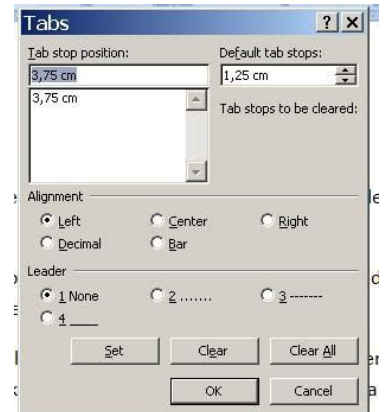 Tabs ? X
Tab stop position: Default tab stops:
3,75 cm 1,25 cm
3,75 cm
Tab stops to be cleared:
Alignment
Left Center Right
Decimal Bar
Leader
1 None 2 ....... 3 -------
4 ____
Set Clear Clear All
OK Cancel